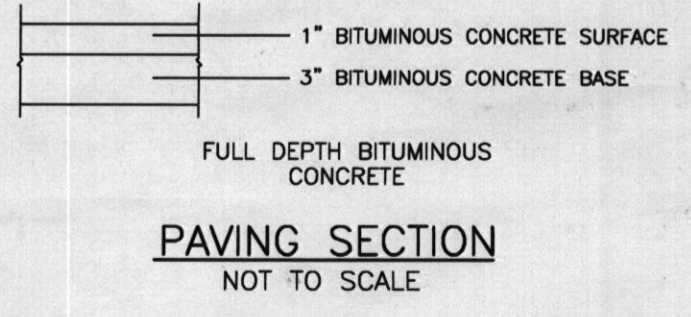 1" BITUMINOUS CONCRETE SURFACE
3" BITUMINOUS CONCRETE BASE
FULL DEPTH BITUMINOUS
CONCRETE
PAVING SECTION
NOT TO SCALE